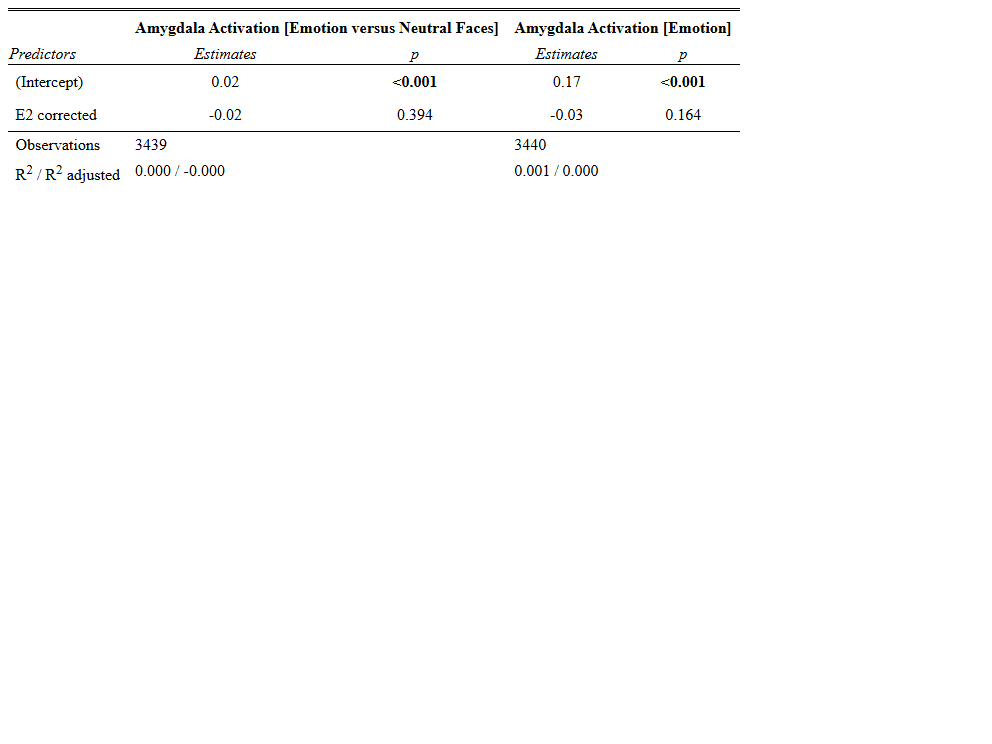 Amygdala Activation [Emotion versus Neutral Faces] Amygdala Activation [Emotion]
Predictors Estimates p Estimates p
(Intercept) 0.02 <0.001 0.17 <0.001
E2 corrected -0.02 0.394 -0.03 0.164
Observations 3439 3440
R2 / R2 adjusted 0.000 / -0.000 0.001 / 0.000